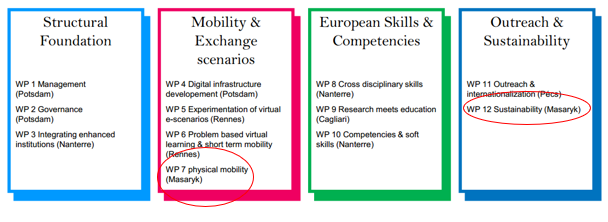 Structural
Foundation
WP 1 Management
(Potsdam)
WP 2 Governance
(Potsdam)
WP 3 Integrating enhanced
institutions (Nanterre)
Mobility &
Exchange
scenarios
WP 4 Digital infrastructure
developement (Potsdam)
WP 5 Experimentation of virtual
e-scenarios (Rennes)
WP 6 Problem based virtual
learning & short term mobility
(Rennes)
WP 7 physical mobility
(Masaryk)
European Skills &
Competencies
WP 8 Cross disciplinary skills
(Nanterre)
WP 9 Research meets education
(Cagliari)
WP 10 Competencies & soft
skills (Nanterre)
Outreach &
Sustainability
WP 11 Outreach &
internationalization (Pécs)
WP 12 Sustainability (Masaryk)